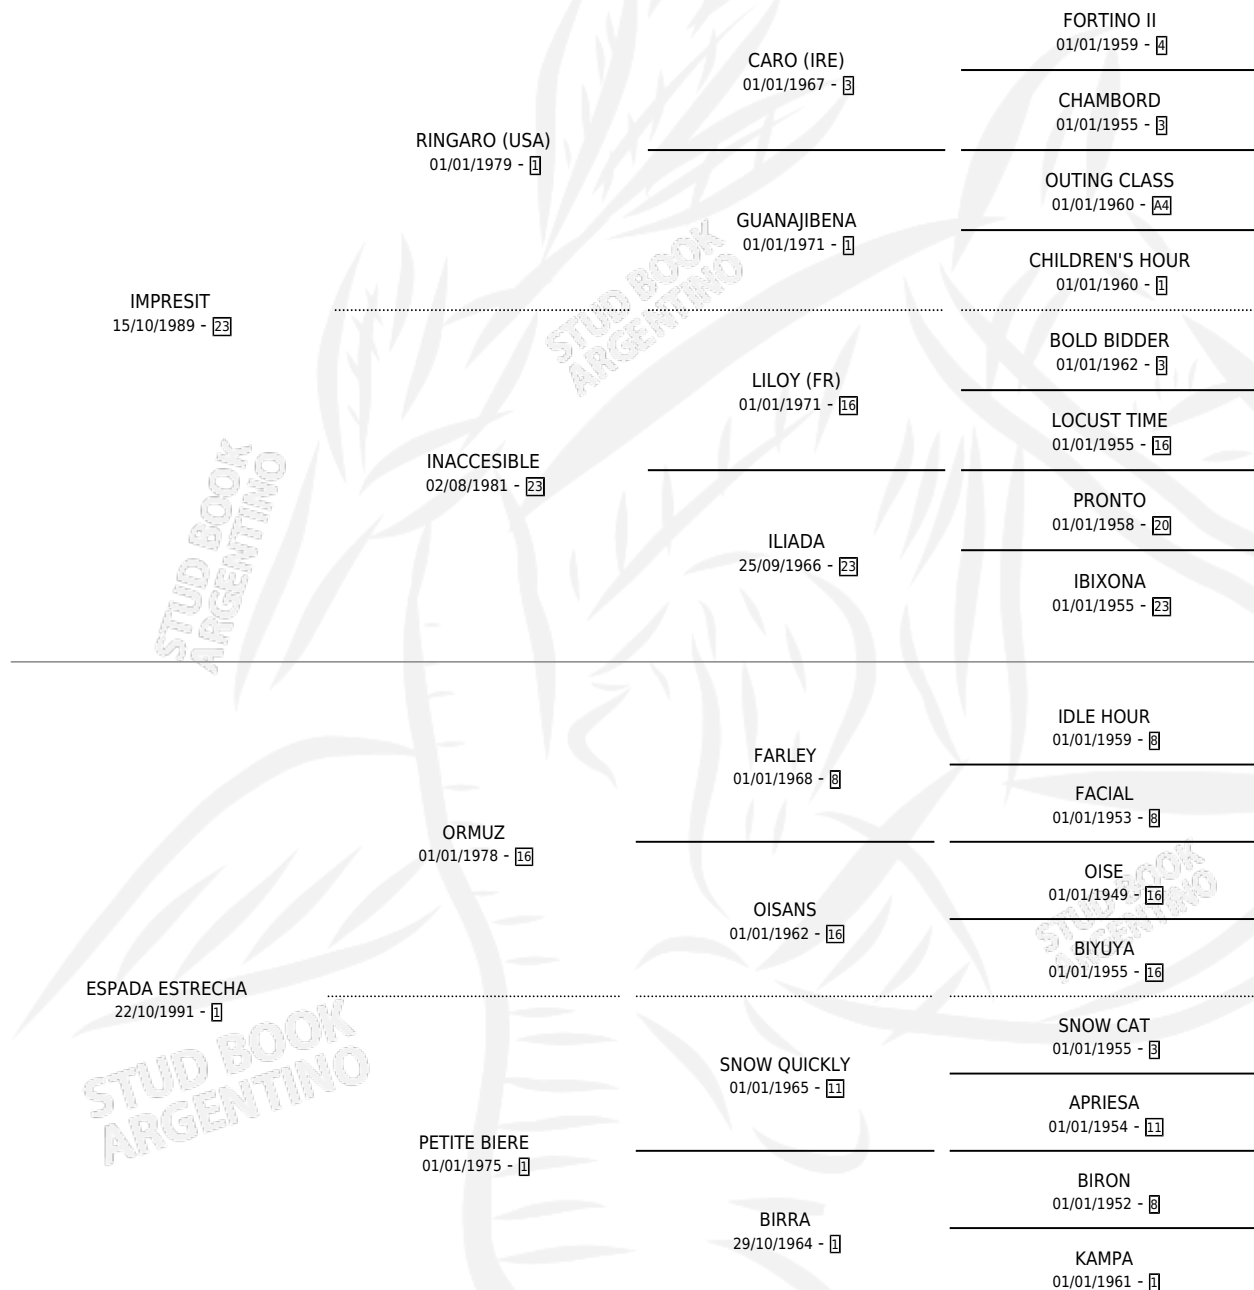 FORTINO II
01/01/1959 - 4
CARO (IRE)
01/01/1967 - 3
CHAMBORD
01/01/1955 - 3
RINGARO (USA)
01/01/1979 - 1
OUTING CLASS
01/01/1960 - A4
GUANAJIBENA
01/01/1971 - 1
CHILDREN'S HOUR
01/01/1960 - 1
IMPRESIT
15/10/1989 - 23
STUD BOOK
ARGENTINO
BOLD BIDDER
01/01/1962 - 3
LILOY (FR)
01/01/1971 - 16
LOCUST TIME
01/01/1955 - 16
INACCESIBLE
02/08/1981 - 23
PRONTO
01/01/1958 - 20
ILIADA
25/09/1966 - 23
IBIXONA
01/01/1955 - 23
STUD BOOK
ARGENTINO
IDLE HOUR
01/01/1959 - 8
FARLEY
01/01/1968 - 8
FACIAL
01/01/1953 - 8
ORMUZ
01/01/1978 - 16
OISE
01/01/1949 - 16
OISANS
01/01/1962 - 16
BIYUYA
01/01/1955 - 16
STUD BOOK
ARGENTINO
ESPADA ESTRECHA
22/10/1991 - 1
SNOW CAT
01/01/1955 - 3
SNOW QUICKLY
01/01/1965 - 11
APRIESA
01/01/1954 - 11
STUD BOOK
ARGENTINO
PETITE BIERE
01/01/1975 - 1
BIRON
01/01/1952 - 8
BIRRA
29/10/1964 - 1
KAMPA
01/01/1961 - 1